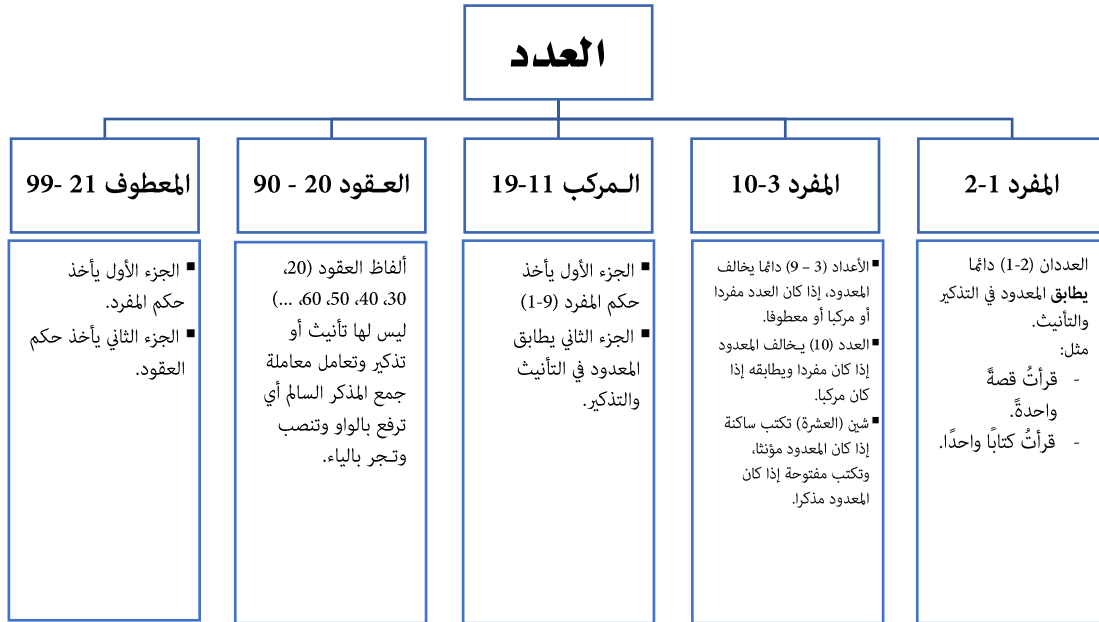 العدد
المفرد 1-2
العددان (1-2) دائما
يطابق المعدود في التذكير
والتأنيث.
مثل:
- قرأتُ قصةً
واحدةً.
- قرأتُ كتابًا واحدًا.
المفرد 3-10
▪ الأعداد (3 – 9) دائما يخالف
المعدود، إذا كان العدد مفردا
أو مركبا أو معطوفا.
▪ العدد (10) يخالف المعدود
إذا كان مفردا ويطابقه إذا
كان مركبا.
▪ شين (العشرة) تكتب ساكنة
إذا كان المعدود مؤنثا،
وتكتب مفتوحة إذا كان
المعدود مذكرا.
المركب 11-19
▪ الجزء الأول يأخذ
حكم المفرد (1-9)
▪ الجزء الثاني يطابق
المعدود في التأنيث
والتذكير.
العقود 20 - 90
ألفاظ العقود (20،
30، 40، 50، 60، ...)
ليس لها تأنيث أو
تذكير وتعامل معاملة
جمع المذكر السالم أي
ترفع بالواو وتنصب
وتجر بالياء.
المعطوف 21 -99
▪ الجزء الأول يأخذ
حكم المفرد.
▪ الجزء الثاني يأخذ حكم
العقود.